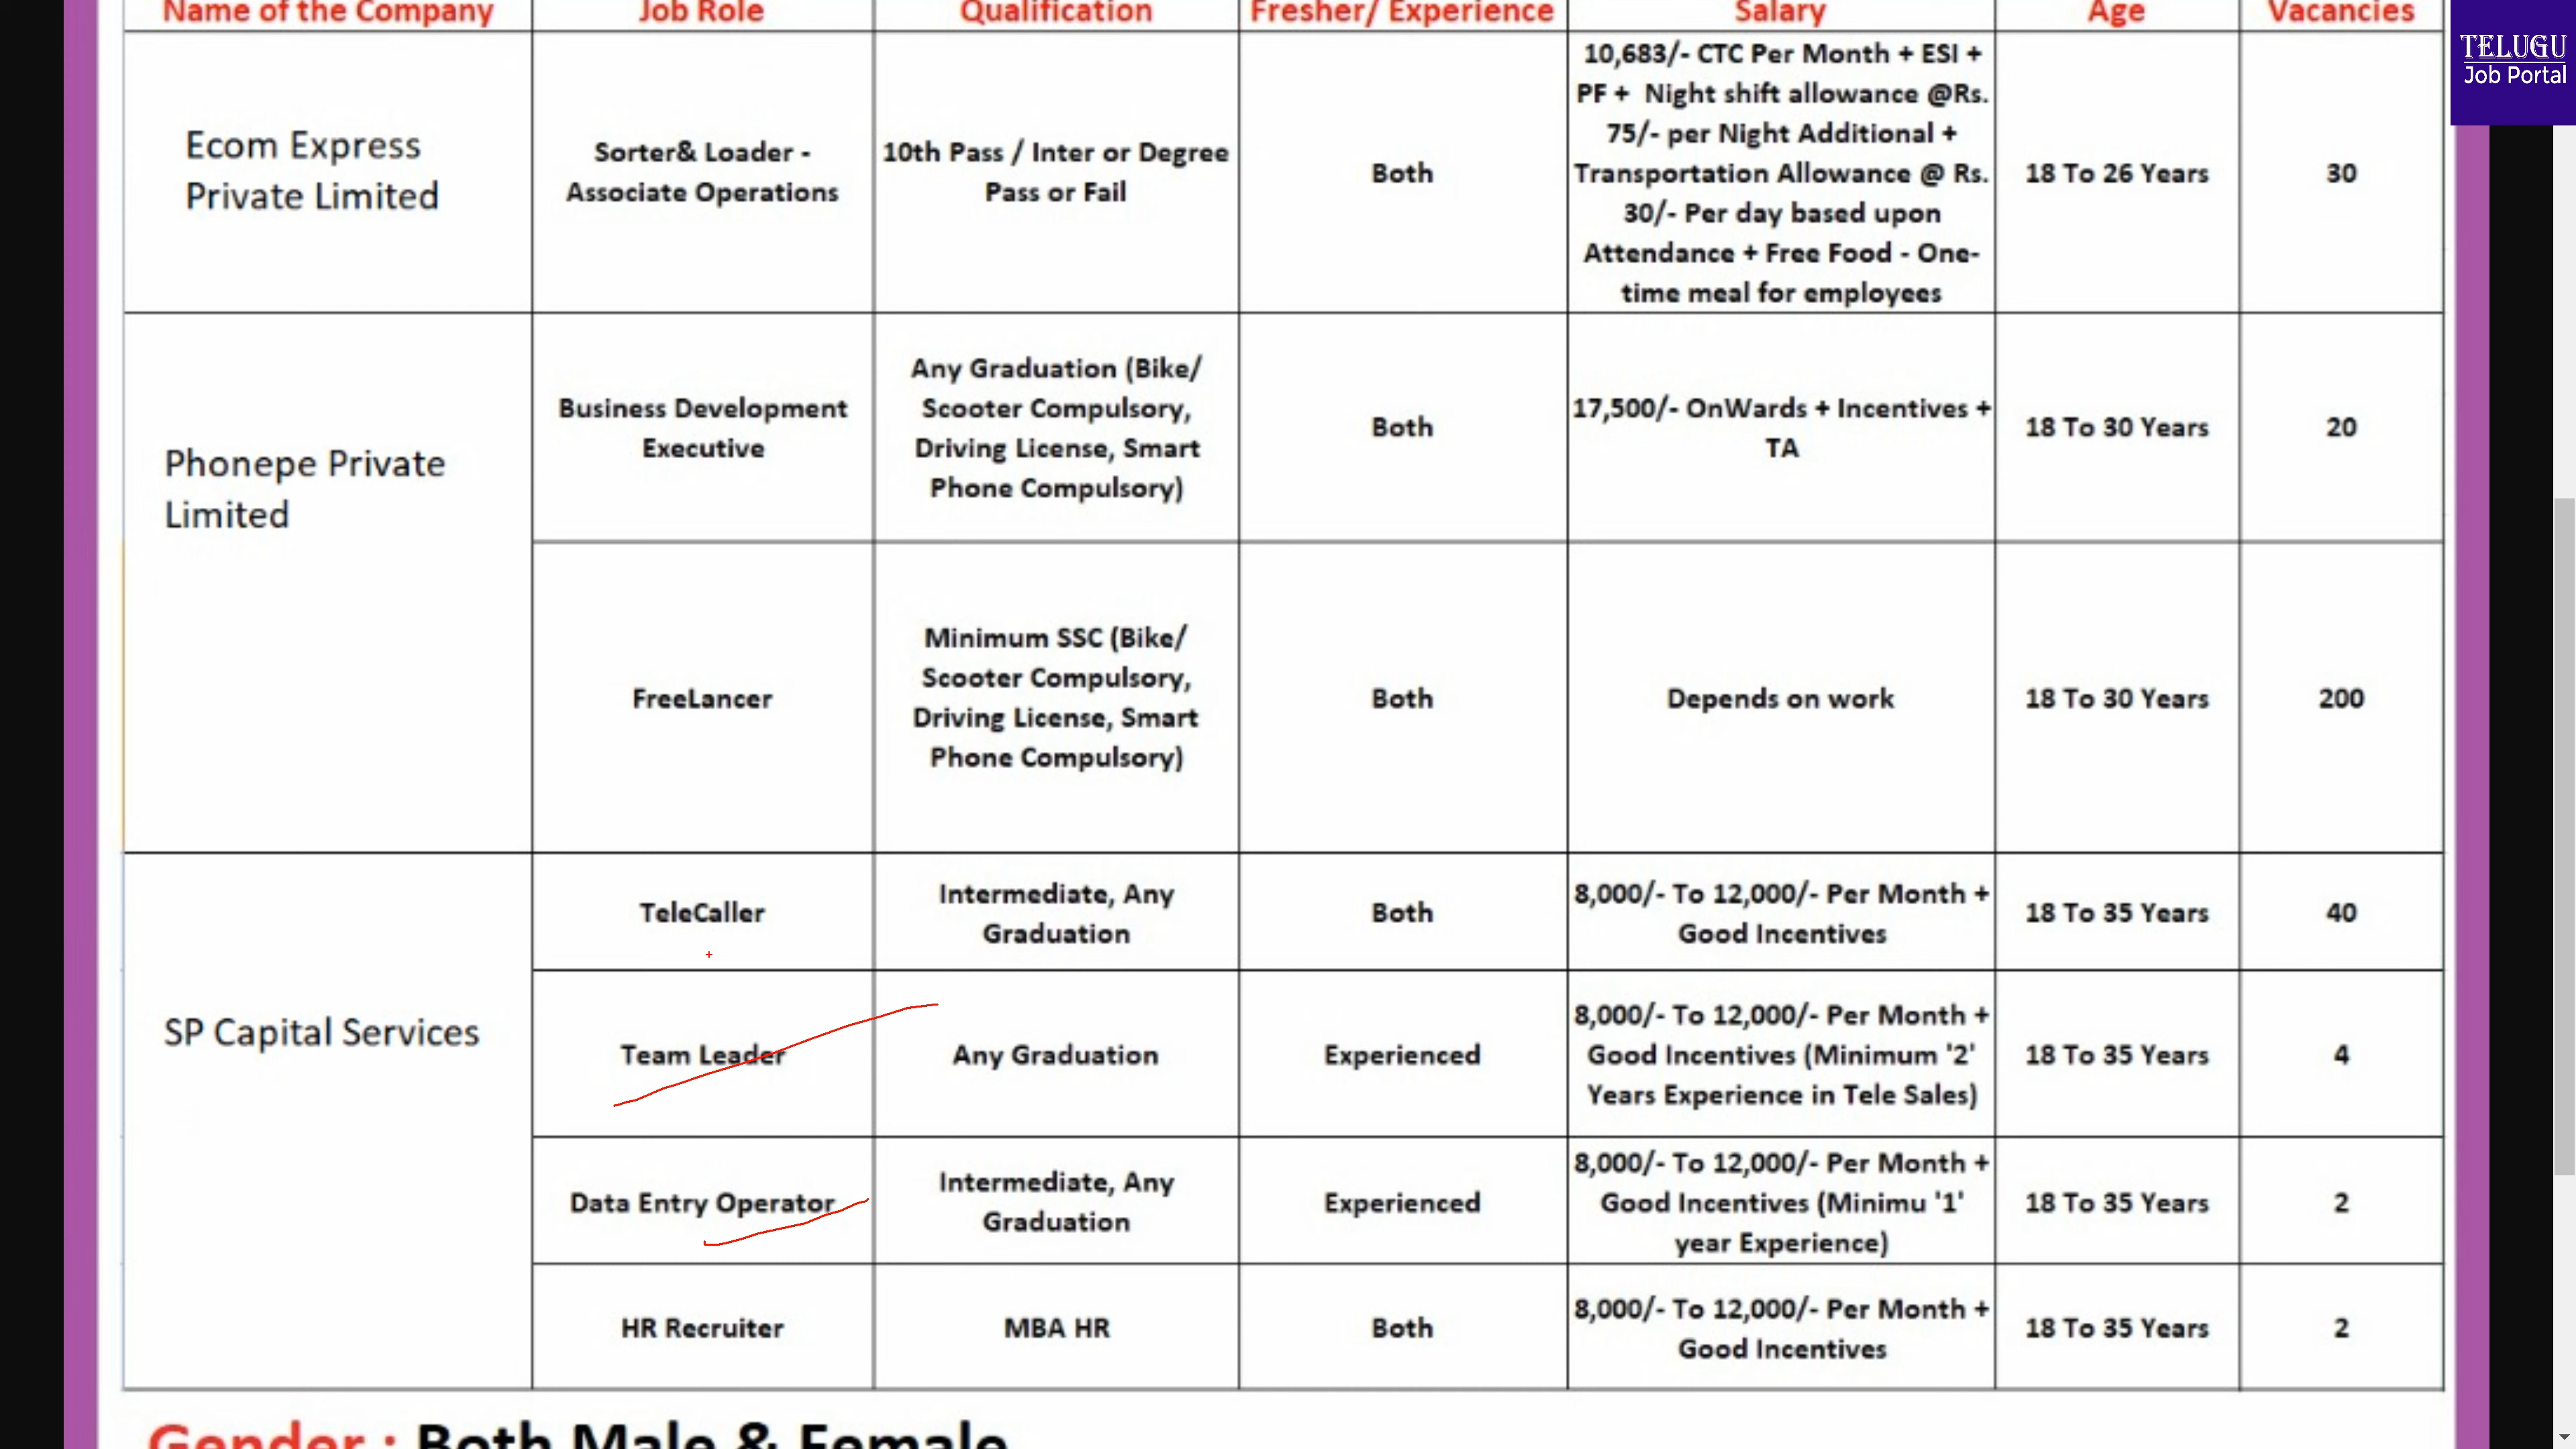 Name of the Company Job Role Qualification Fresher/ Experience Salary Age Vacancies
TELUGU
Job Portal
Ecom Express
Private Limited
Sorter& Loader -
Associate Operations
10th Pass / Inter or Degree
Pass or Fail
Both
10,683/- CTC Per Month + ESI +
PF + Night shift allowance @Rs.
75/- per Night Additional +
Transportation Allowance @ Rs.
30/- Per day based upon
Attendance + Free Food - One-
time meal for employees
18 To 26 Years
30
Phonepe Private
Limited
Business Development
Executive
Any Graduation (Bike/
Scooter Compulsory,
Driving License, Smart
Phone Compulsory)
Both
17,500/- OnWards + Incentives +
TA
18 To 30 Years
20
FreeLancer
Minimum SSC (Bike/
Scooter Compulsory,
Driving License, Smart
Phone Compulsory)
Both
Depends on work
18 To 30 Years
200
SP Capital Services
TeleCaller
Intermediate, Any
Graduation
Both
8,000/- To 12,000/- Per Month +
Good Incentives
18 To 35 Years
40
Team Leader
Any Graduation
Experienced
8,000/- To 12,000/- Per Month +
Good Incentives (Minimum '2'
Years Experience in Tele Sales)
18 To 35 Years
4
Data Entry Operator
Intermediate, Any
Graduation
Experienced
8,000/- To 12,000/- Per Month +
Good Incentives (Minimu '1'
year Experience)
18 To 35 Years
2
HR Recruiter
MBA HR
Both
8,000/- To 12,000/- Per Month +
Good Incentives
18 To 35 Years
2
Gender : Both Male & Female